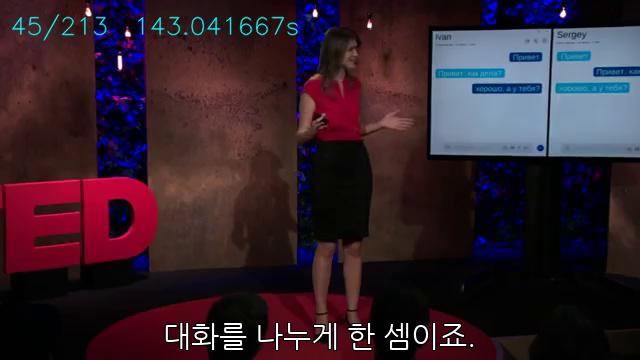 45/213 143.041667s
Ivan
Sergey
Привет
Привет
Привет, как дела?
Привет, как
хорошо, а у тебя?
хорошо, а у тебя?
TED
대화를 나누게 한 셈이죠.